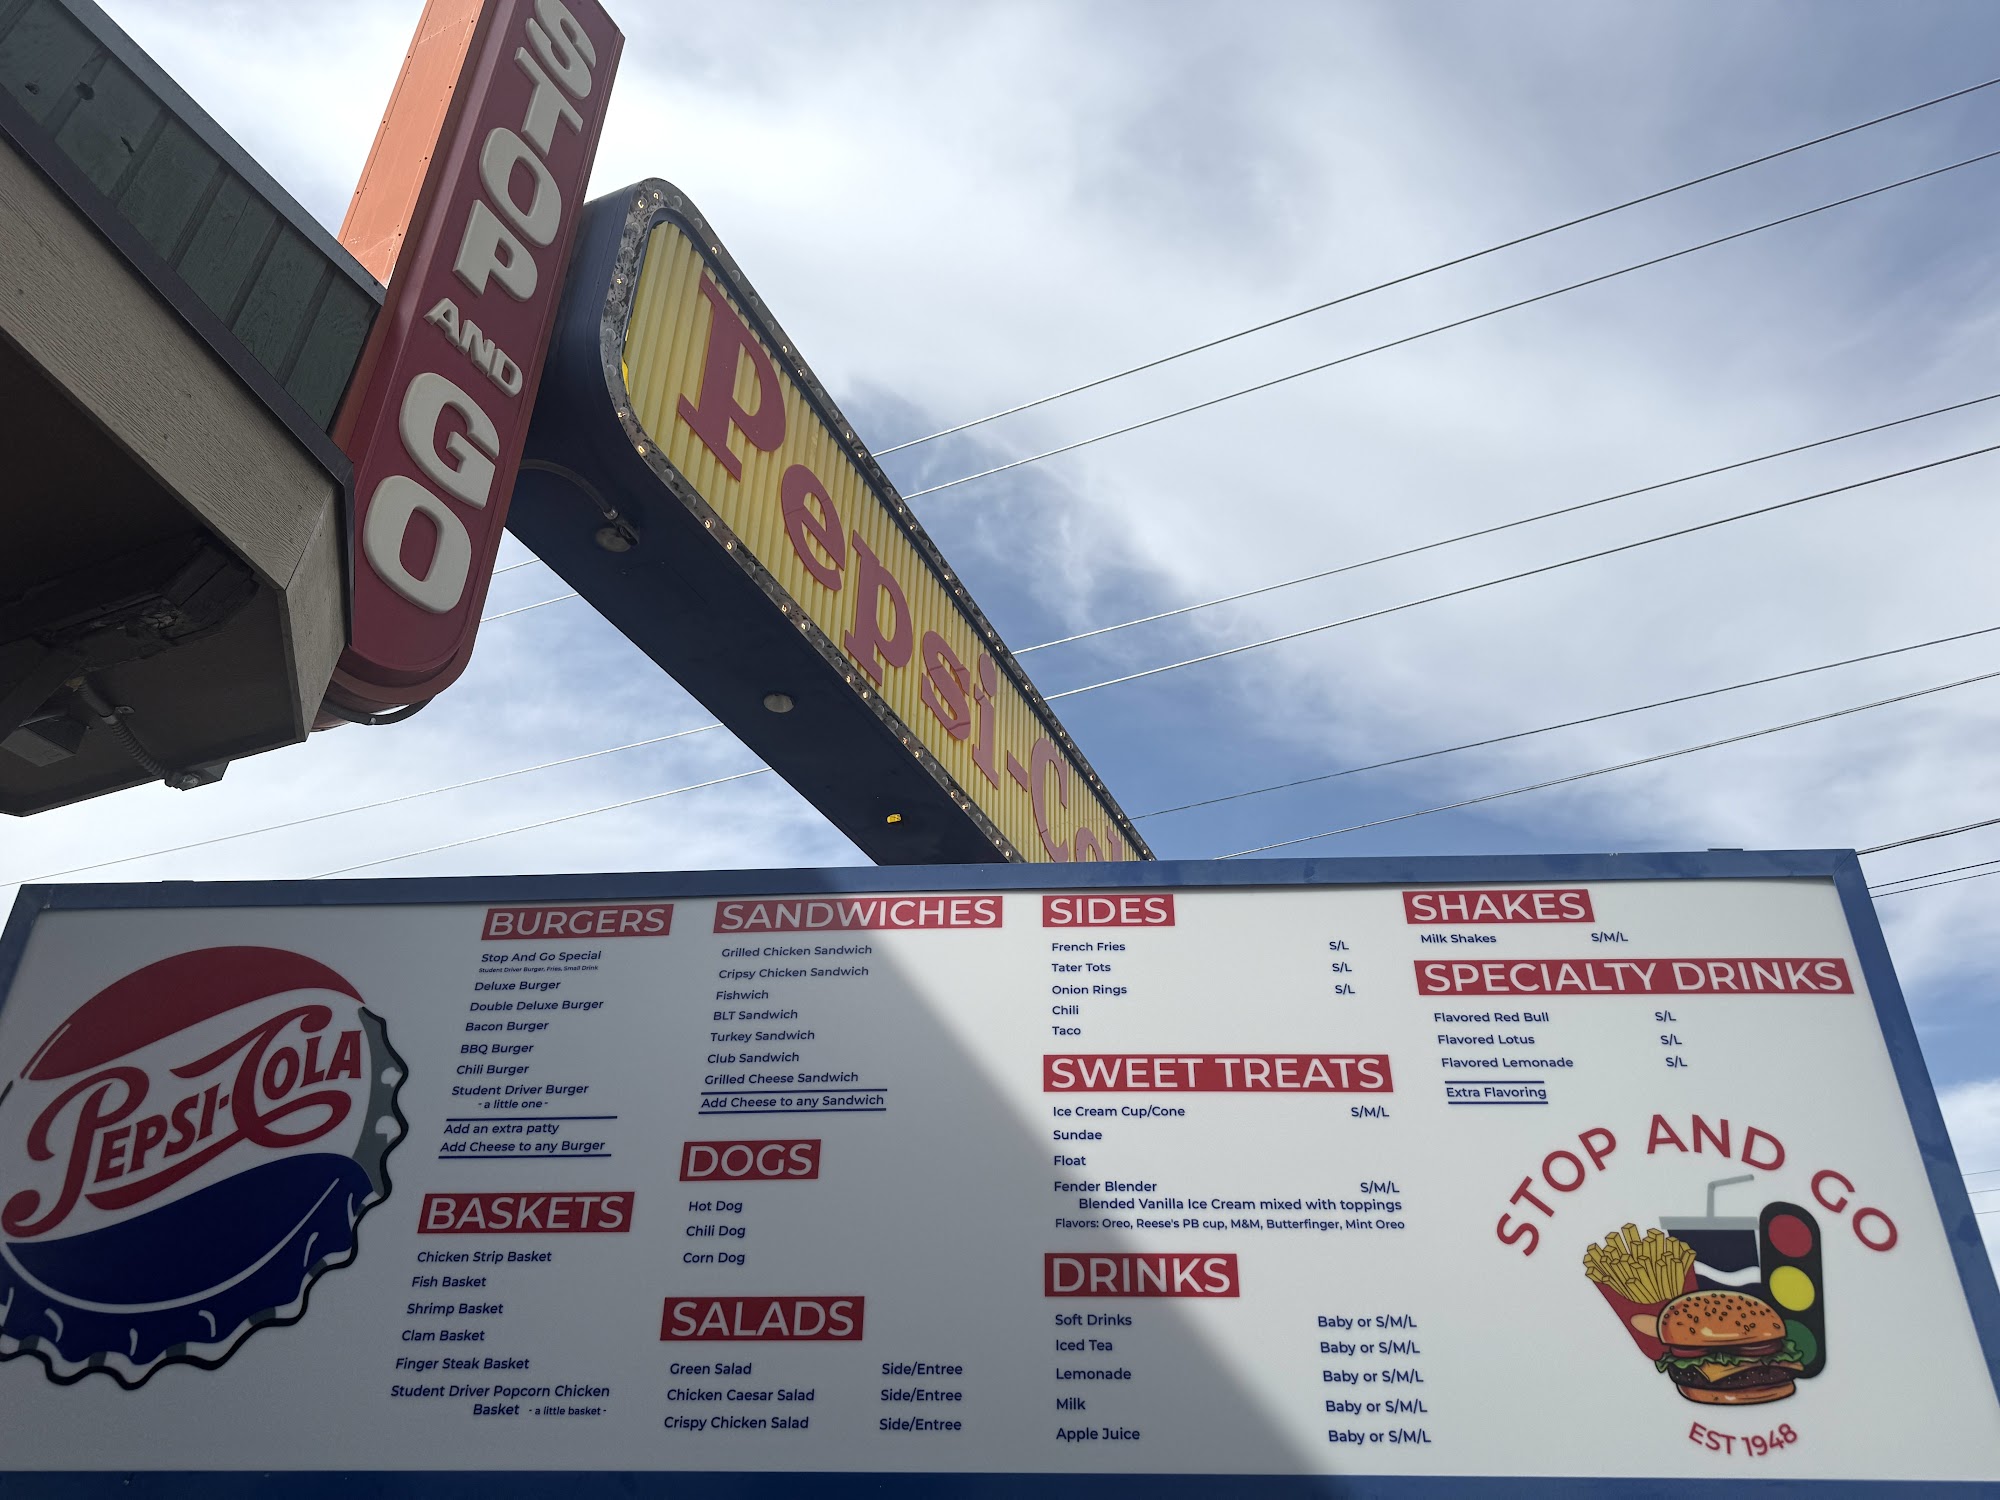 STOP
AND
GO
Pepsi-Co
PEPSI-COLA
BURGERS
Stop And Go Special
Student Driver Burger, Fries, Small Drink
Deluxe Burger
Double Deluxe Burger
Bacon Burger
BBQ Burger
Chili Burger
Student Driver Burger
- a little one -
Add an extra patty
Add Cheese to any Burger
BASKETS
Chicken Strip Basket
Fish Basket
Shrimp Basket
Clam Basket
Finger Steak Basket
Student Driver Popcorn Chicken
Basket - a little basket -
SANDWICHES
Grilled Chicken Sandwich
Cripsy Chicken Sandwich
Fishwich
BLT Sandwich
Turkey Sandwich
Club Sandwich
Grilled Cheese Sandwich
Add Cheese to any Sandwich
DOGS
Hot Dog
Chili Dog
Corn Dog
SALADS
Green Salad Side/Entree
Chicken Caesar Salad Side/Entree
Crispy Chicken Salad Side/Entree
SIDES
French Fries S/L
Tater Tots S/L
Onion Rings S/L
Chili
Taco
SWEET TREATS
Ice Cream Cup/Cone S/M/L
Sundae
Float
Fender Blender S/M/L
Blended Vanilla Ice Cream mixed with toppings
Flavors: Oreo, Reese's PB cup, M&M, Butterfinger, Mint Oreo
DRINKS
Soft Drinks Baby or S/M/L
Iced Tea Baby or S/M/L
Lemonade Baby or S/M/L
Milk Baby or S/M/L
Apple Juice Baby or S/M/L
SHAKES
Milk Shakes S/M/L
SPECIALTY DRINKS
Flavored Red Bull S/L
Flavored Lotus S/L
Flavored Lemonade S/L
Extra Flavoring
STOP AND GO
EST 1948